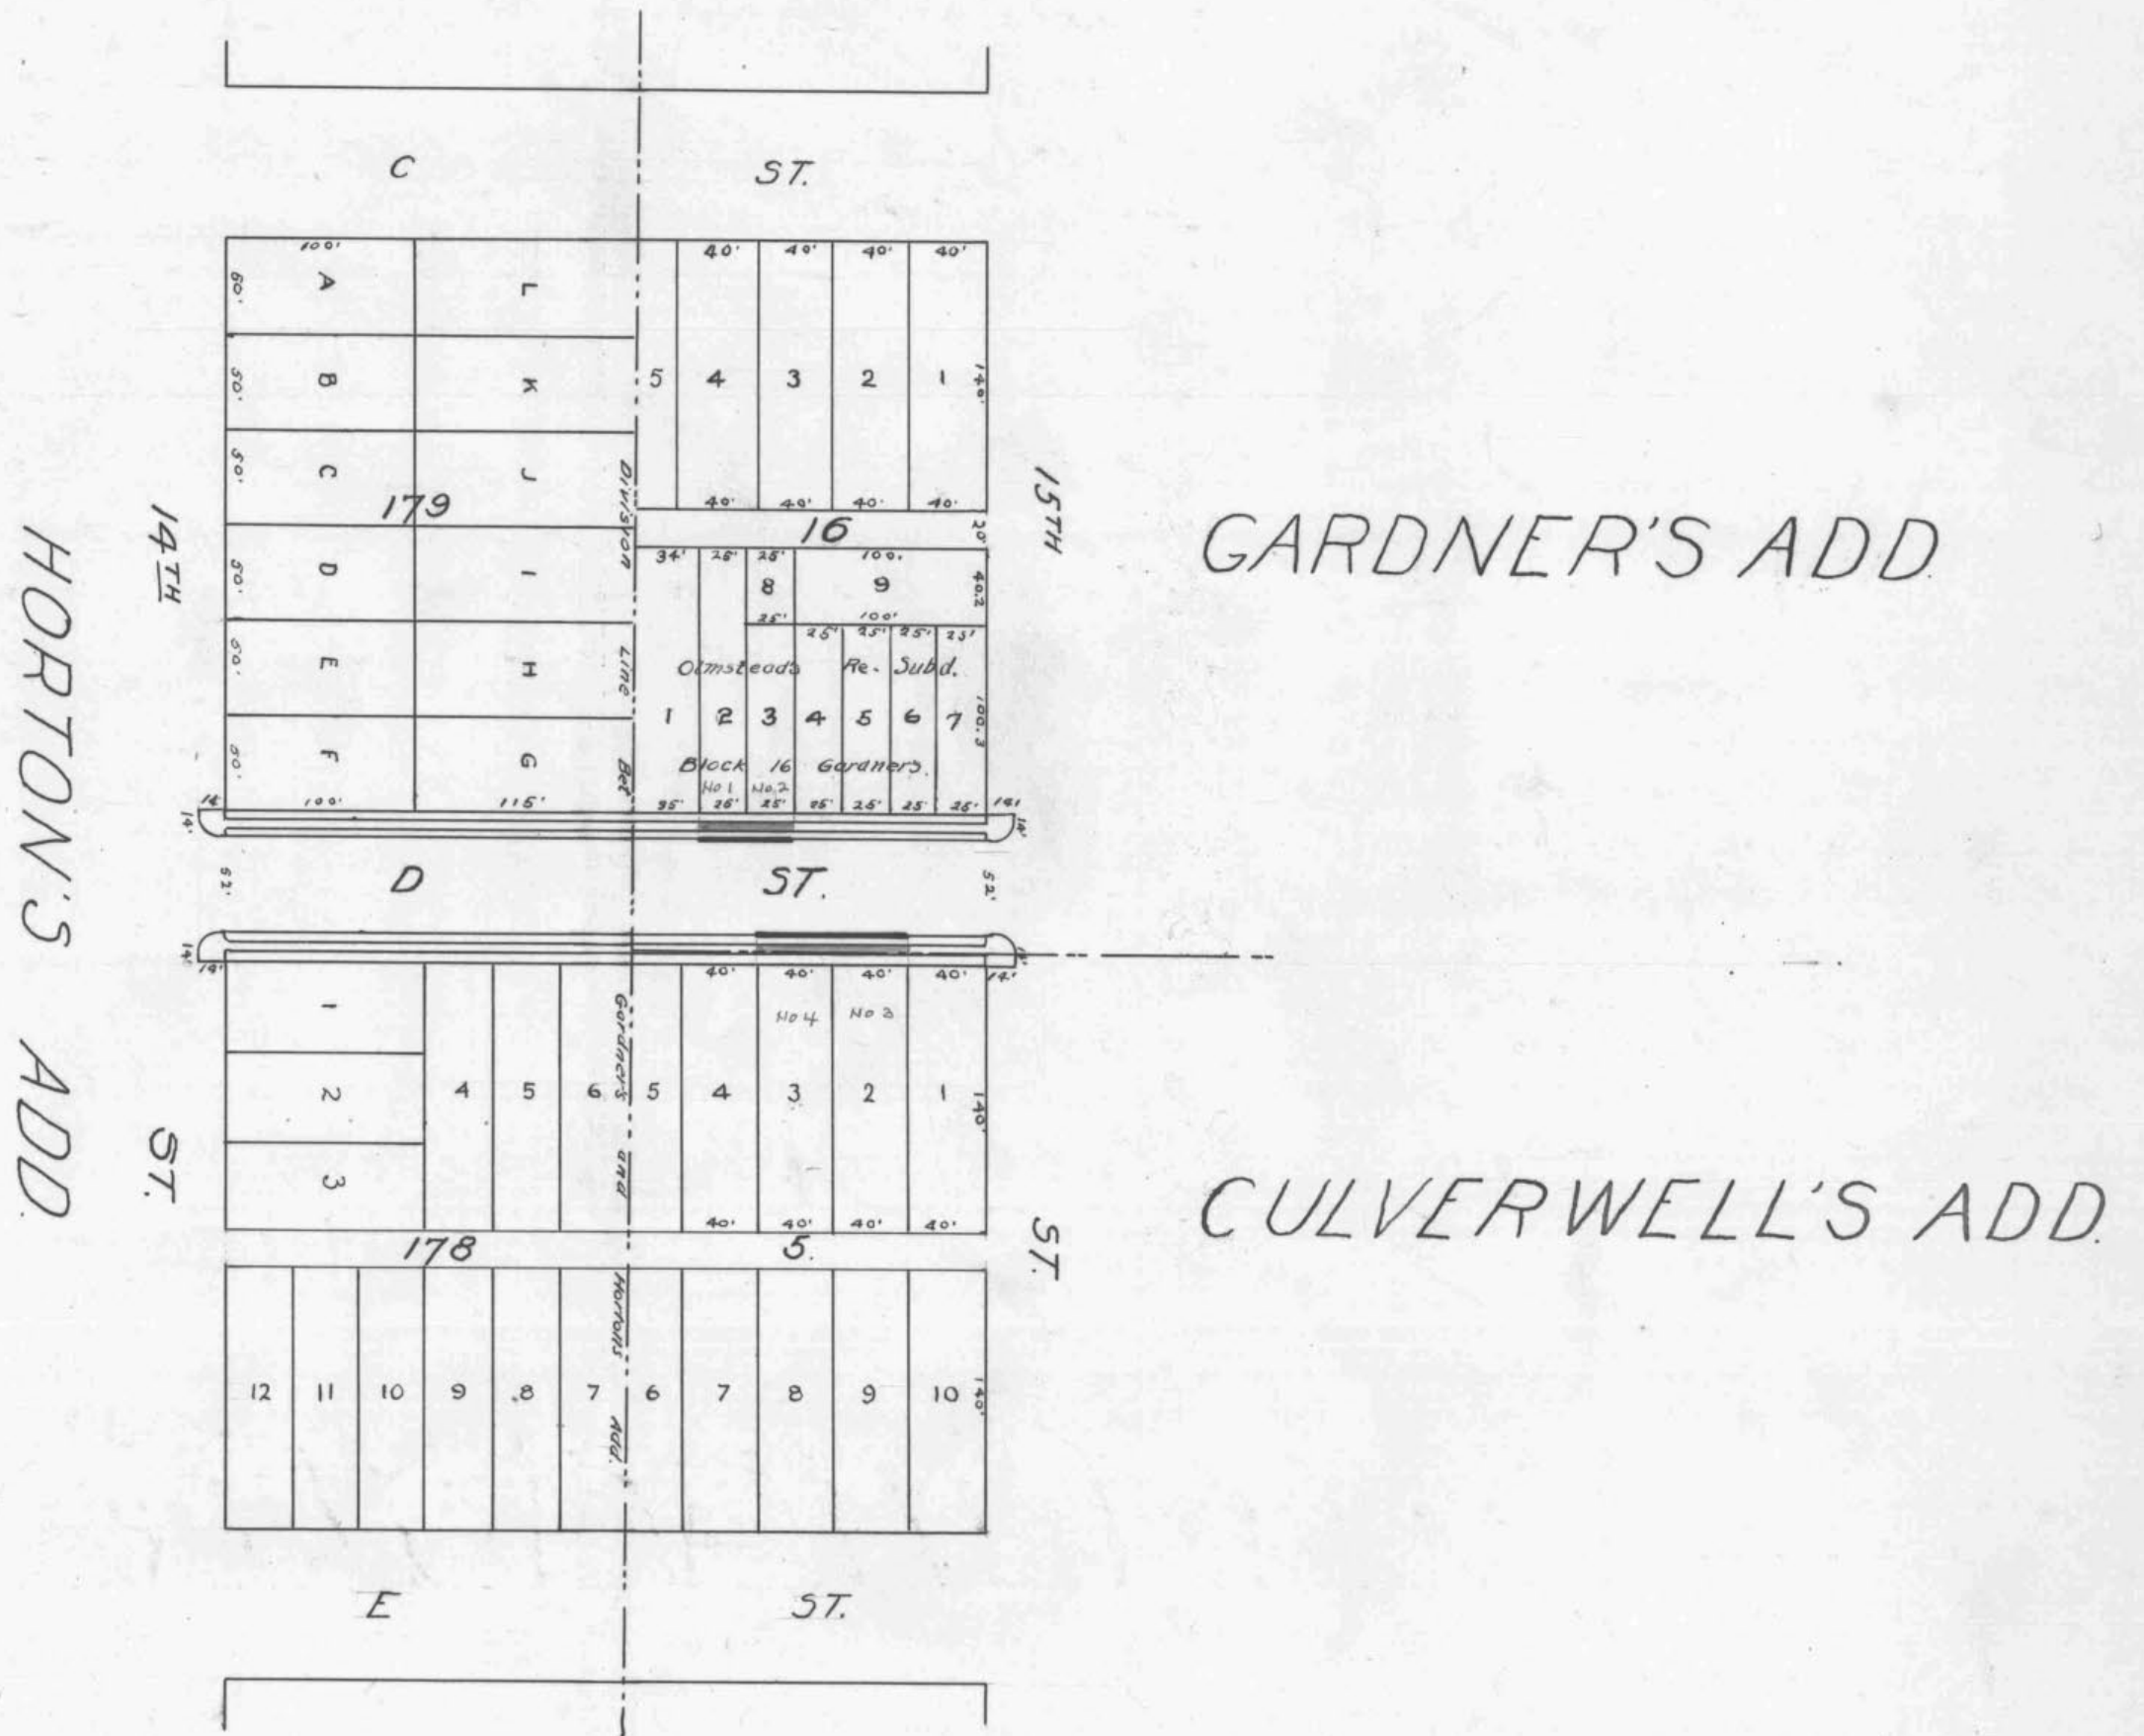 C ST.
100' 40' 40' 40' 40'
A L
50'
5 4 3 2 1 140'
B K
50'
C J
50'
179
40' 40' 40' 40'
16 20'
34' 25' 25' 100.
D I
50'
8 9 40.2
25' 100'
25' 25' 25' 25'
E H
50'
Olmstead's Re- Subd.
1 2 3 4 5 6 7 100.3
F G
50'
Block 16 Gardners.
No 1 No 2
14' 100' 115' 35' 25' 25' 25' 25' 25' 25' 14'
14' 14'
52' D ST. 52'
14' 14'
14' 40' 40' 40' 40' 14'
1
No 4 No 3
2 4 5 6 5 4 3 2 1 140'
3
40' 40' 40' 40'
178 5.
12 11 10 9 8 7 6 7 8 9 10 140'
E ST.
Division Line Bet. Gardners and Hortons Add.
14TH ST.
15TH ST.
HORTON'S ADD.
GARDNER'S ADD.
CULVERWELL'S ADD.